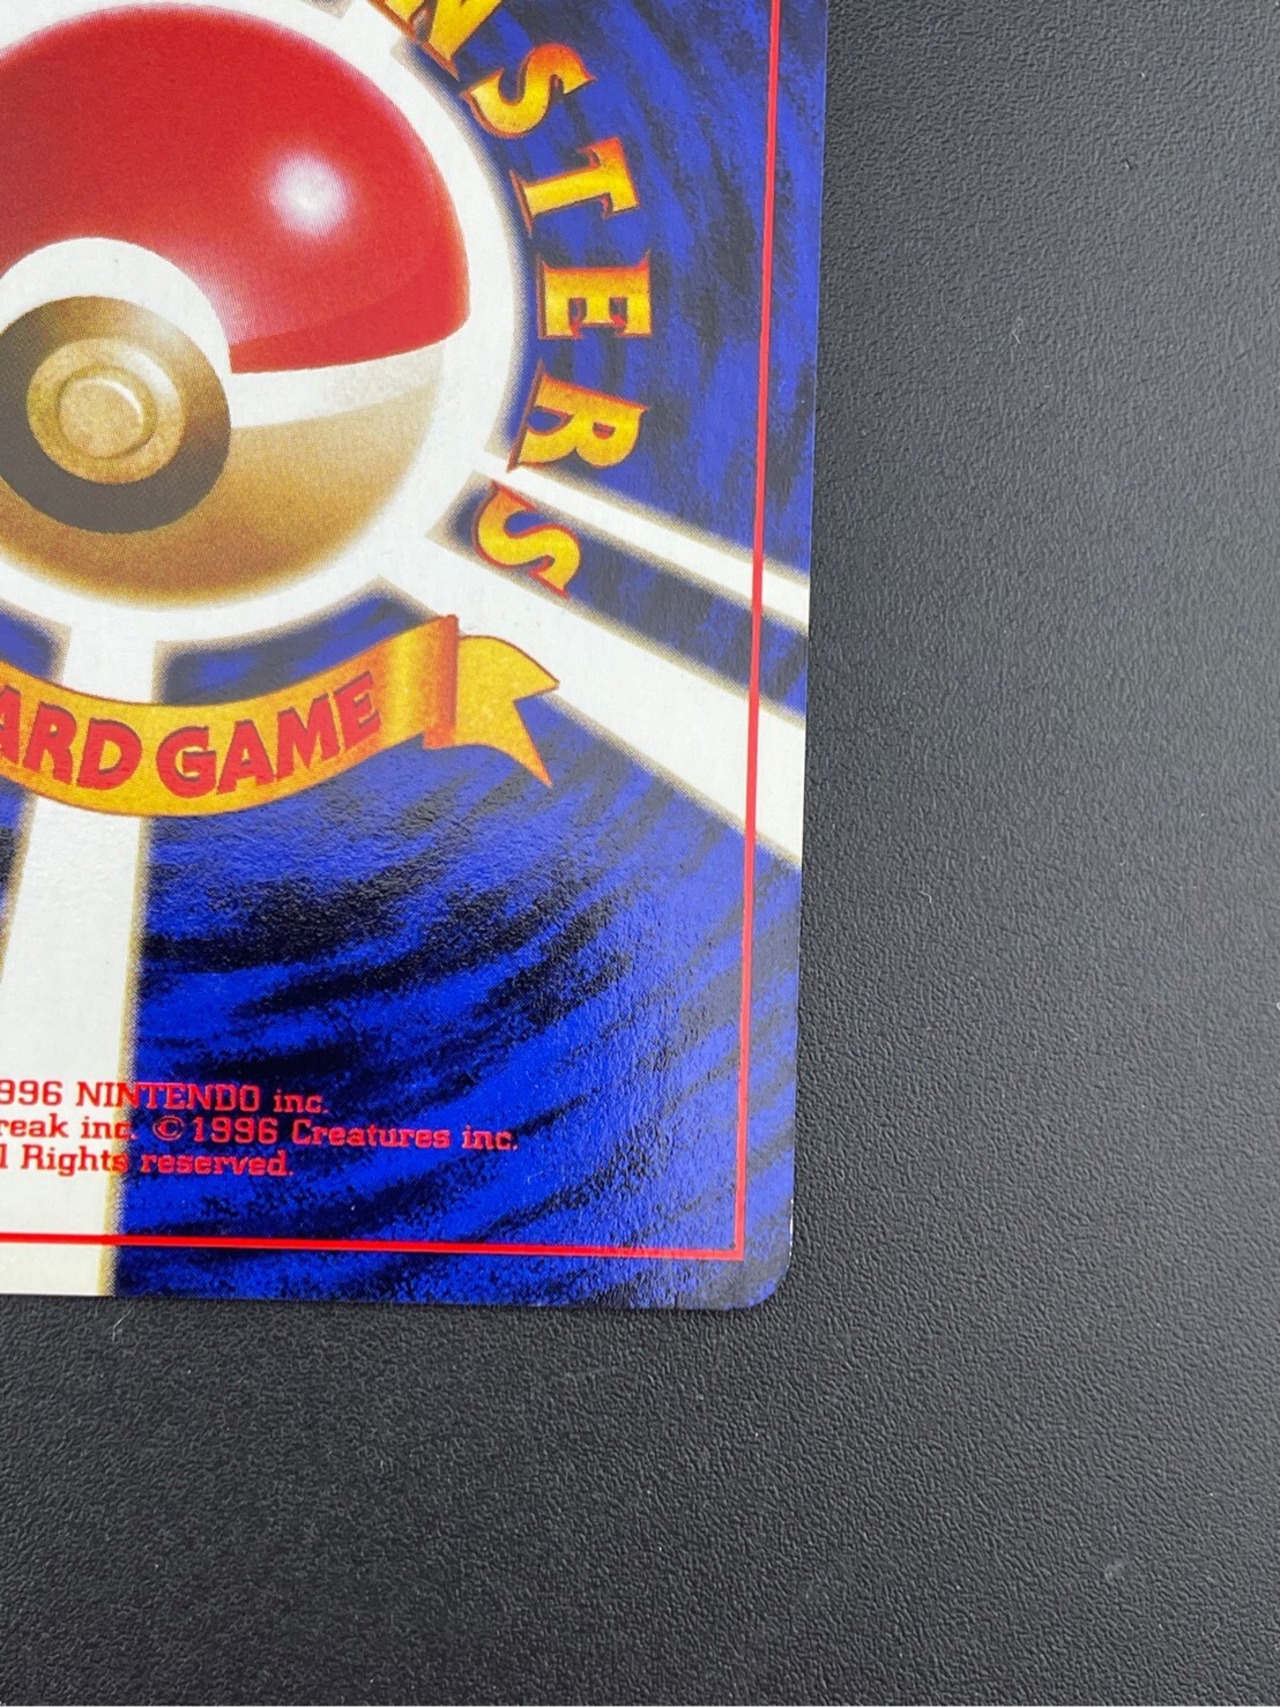 NSTERS
ARD GAME
996 NINTENDO inc.
reak inc. ©1996 Creatures inc.
l Rights reserved.